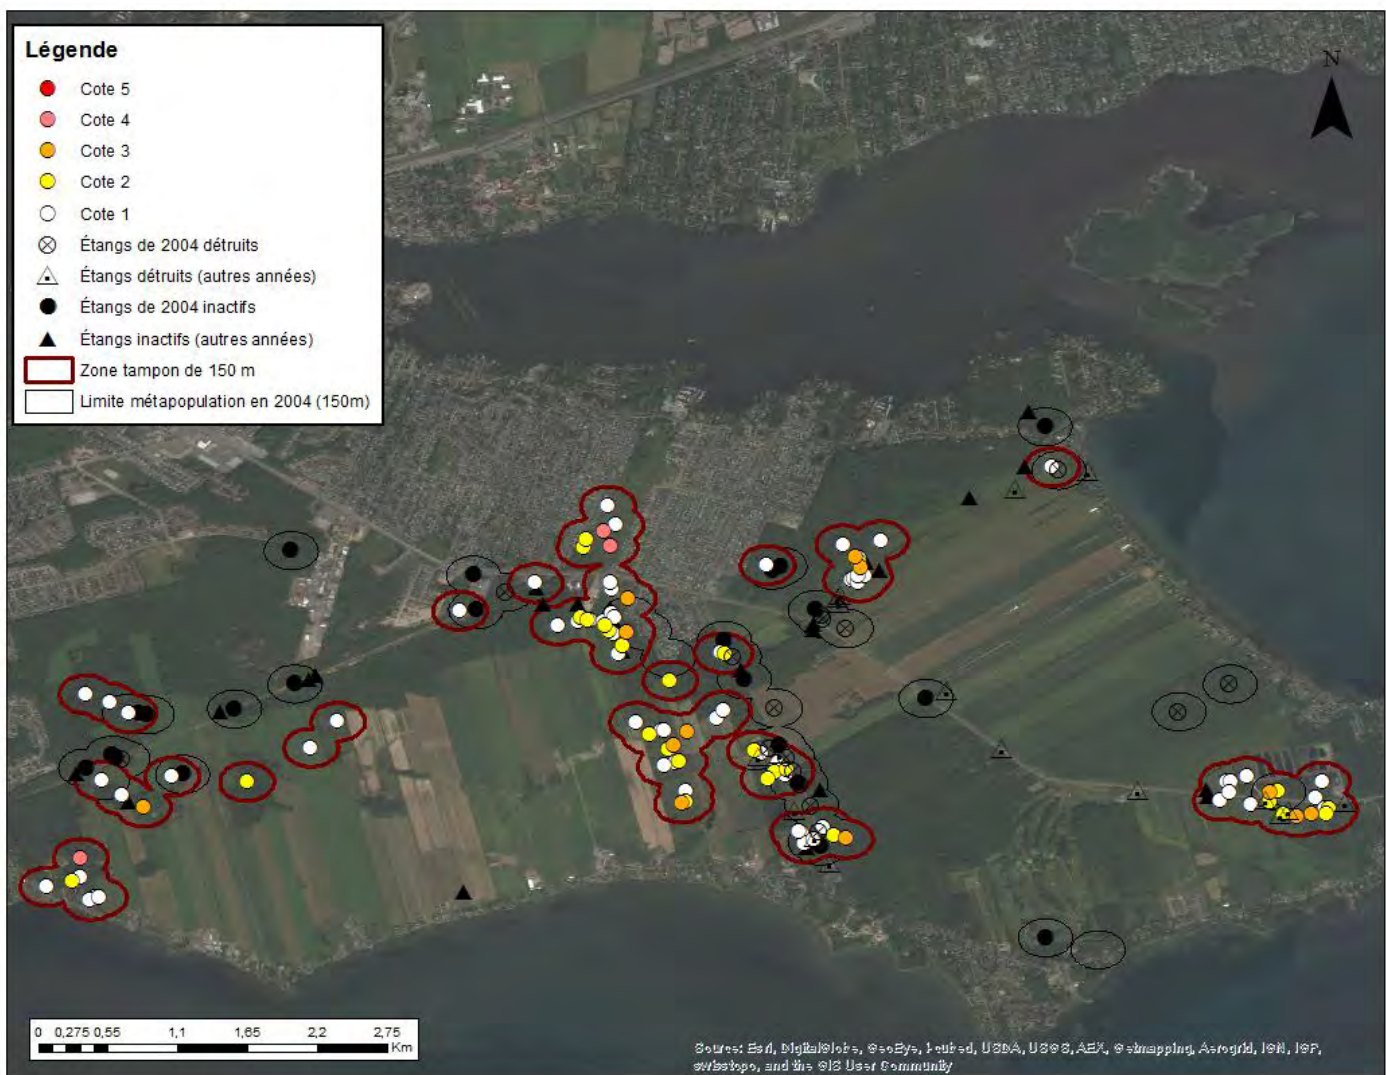 Légende
Cote 5
Cote 4
Cote 3
Cote 2
Cote 1
Étangs de 2004 détruits
Étangs détruits (autres années)
Étangs de 2004 inactifs
Étangs inactifs (autres années)
Zone tampon de 150 m
Limite métapopulation en 2004 (150m)
N
0 0,275 0,55 1,1 1,65 2,2 2,75
Km
Source: Esri, DigitalGlobe, GeoEye, i-cubed, USDA, USGS, AEX, Getmapping, Aerogrid, IGN, IGP,
swisstopo, and the GIS User Community